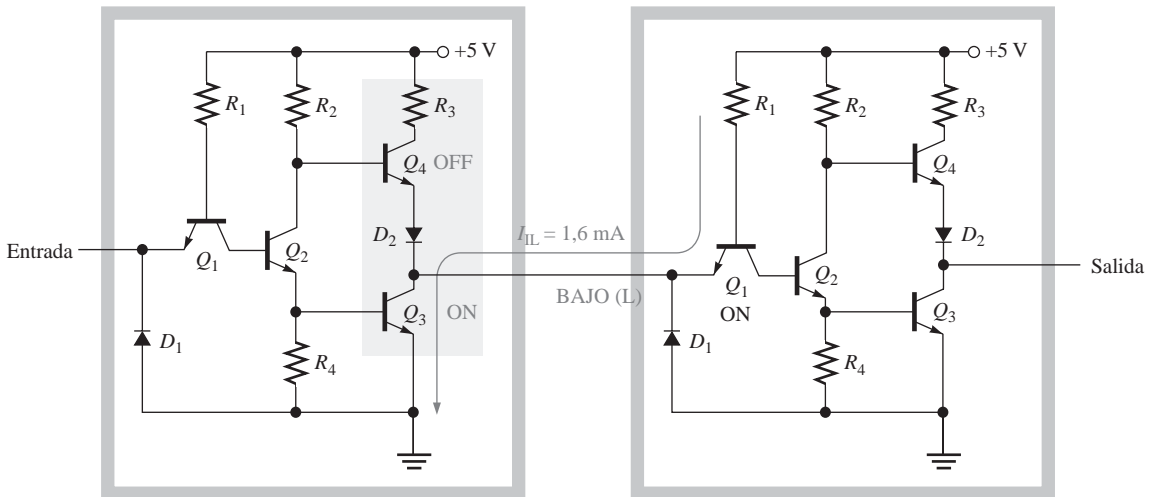 +5 V
R1
R2
R3
Q4 OFF
D2
Entrada
Q1
Q2
Q3
ON
D1
R4
IIL = 1,6 mA
BAJO (L)
+5 V
R1
R2
R3
Q4
D2
Salida
Q1
ON
Q2
Q3
D1
R4